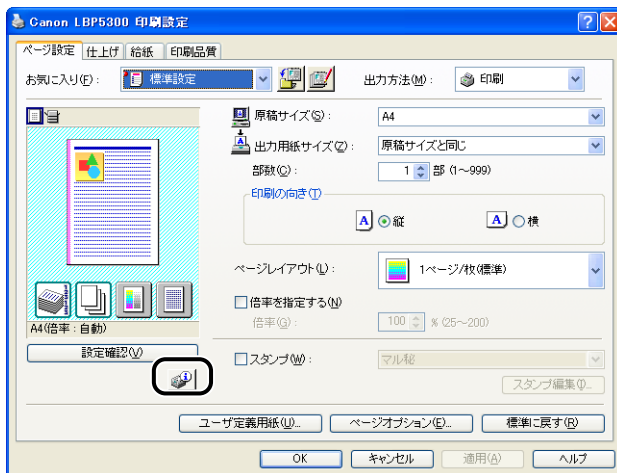 Canon LBP5300 印刷設定
ページ設定 仕上げ 給紙 印刷品質
お気に入り(F): 標準設定 出力方法(M): 印刷
原稿サイズ(S): A4
出力用紙サイズ(Z): 原稿サイズと同じ
部数(C): 1 部 (1～999)
印刷の向き(T)
A 縦 A 横
ページレイアウト(L): 1ページ/枚(標準)
倍率を指定する(N)
倍率(G): 100 % (25～200)
A4(倍率:自動)
設定確認(V)
スタンプ(W): マル秘
スタンプ編集(I)...
ユーザ定義用紙(U)... ページオプション(E)... 標準に戻す(R)
OK キャンセル 適用(A) ヘルプ